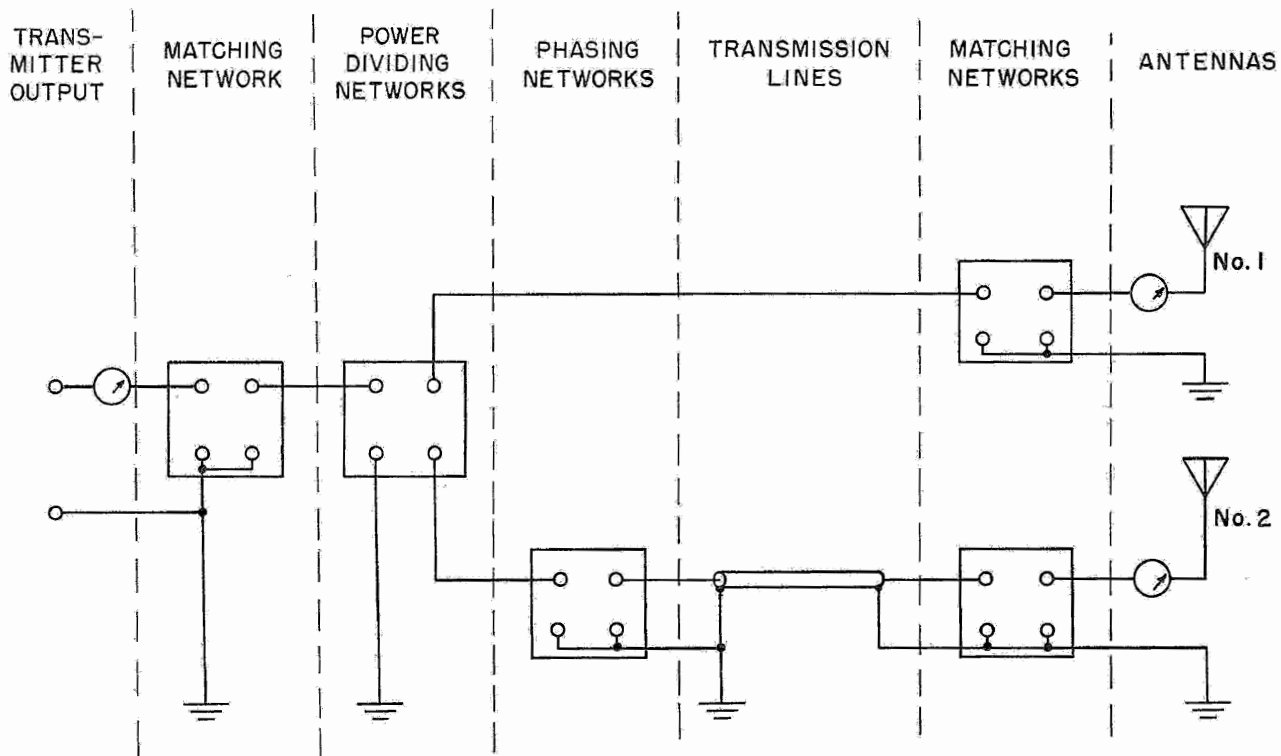 TRANS-
MITTER
OUTPUT
MATCHING
NETWORK
POWER
DIVIDING
NETWORKS
PHASING
NETWORKS
TRANSMISSION
LINES
MATCHING
NETWORKS
ANTENNAS
No. 1
No. 2